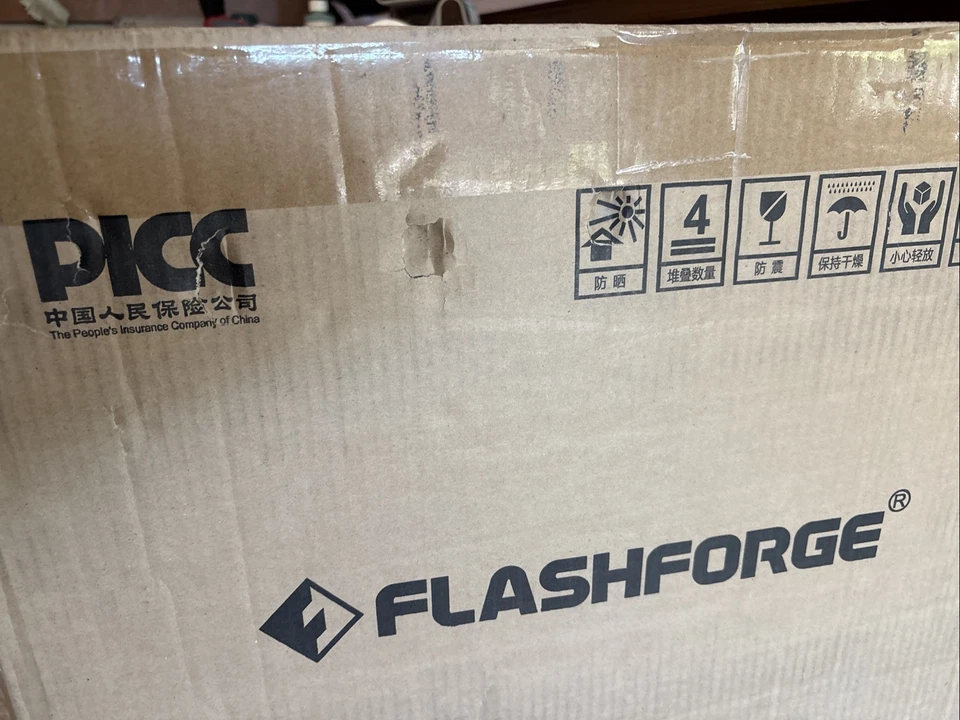 PICC
中国人民保险公司
The People's Insurance Company of China
防晒
4
堆叠数量
防震
保持干燥
小心轻放
FLASHFORGE®